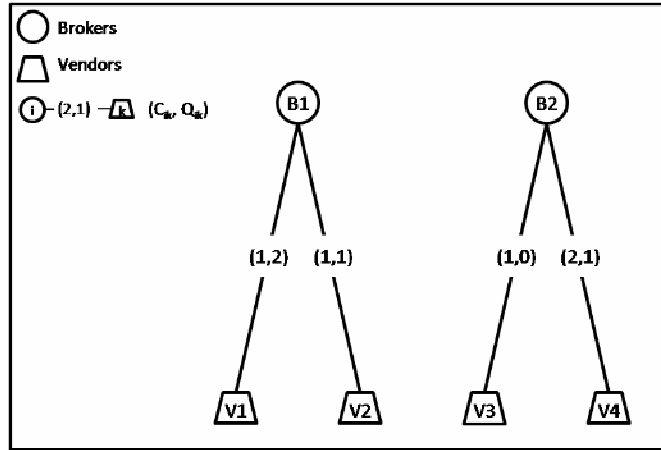 Brokers
Vendors
i (2,1) k (Cᵢₖ, Qᵢₖ)
B1 B2
(1,2) (1,1) (1,0) (2,1)
V1 V2 V3 V4